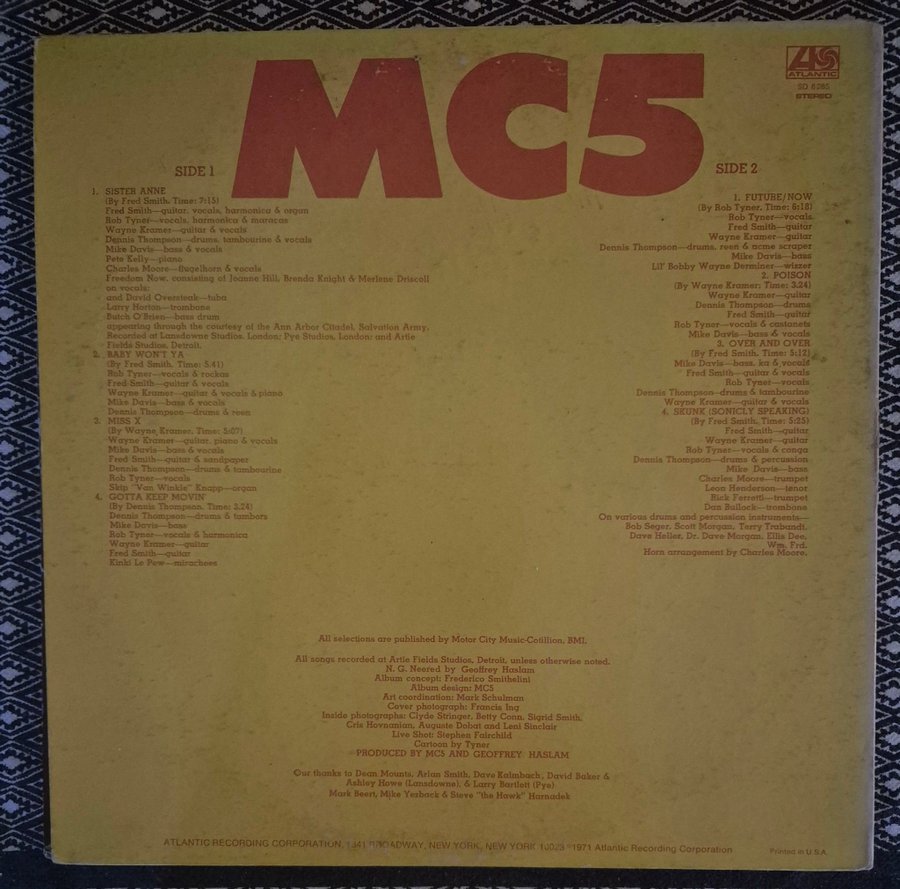 MC5
ATLANTIC
SD 8285
STEREO
SIDE 1
1. SISTER ANNE
(By Fred Smith. Time: 7:15)
Fred Smith—guitar, vocals, harmonica & organ
Rob Tyner—vocals, harmonica & maracas
Wayne Kramer—guitar & vocals
Dennis Thompson—drums, tambourine & vocals
Mike Davis—bass & vocals
Pete Kelly—piano
Charles Moore—flugelhorn & vocals
Freedom Now, consisting of Joanne Hill, Brenda Knight & Merlene Driscoll
on vocals;
and David Oversteak—tuba
Larry Horton—trombone
Butch O'Brien—bass drum
appearing through the courtesy of the Ann Arbor Citadel, Salvation Army.
Recorded at Lansdowne Studios, London; Pye Studios, London; and Artie
Fields Studios, Detroit.
2. BABY WON'T YA
(By Fred Smith. Time: 5:41)
Rob Tyner—vocals & rockas
Fred Smith—guitar & vocals
Wayne Kramer—guitar & vocals & piano
Mike Davis—bass & vocals
Dennis Thompson—drums & reen
3. MISS X
(By Wayne Kramer. Time: 5:07)
Wayne Kramer—guitar, piano & vocals
Mike Davis—bass & vocals
Fred Smith—guitar & sandpaper
Dennis Thompson—drums & tambourine
Rob Tyner—vocals
Skip "Van Winkle" Knapp—organ
4. GOTTA KEEP MOVIN'
(By Dennis Thompson. Time: 3.24)
Dennis Thompson—drums & tambors
Mike Davis—bass
Rob Tyner—vocals & harmonica
Wayne Kramer—guitar
Fred Smith—guitar
Kinki Le Pew—mirachees
SIDE 2
1. FUTURE/NOW
(By Rob Tyner. Time: 6:18)
Rob Tyner—vocals
Fred Smith—guitar
Wayne Kramer—guitar
Dennis Thompson—drums, reen & acme scraper
Mike Davis—bass
Lil' Bobby Wayne Derminer—wizzer
2. POISON
(By Wayne Kramer. Time: 3.24)
Wayne Kramer—guitar
Dennis Thompson—drums
Fred Smith—guitar
Rob Tyner—vocals & castanets
Mike Davis—bass & vocals
3. OVER AND OVER
(By Fred Smith. Time: 5:12)
Mike Davis—bass, ka & vocals
Fred Smith—guitar & vocals
Rob Tyner—vocals
Dennis Thompson—drums & tambourine
Wayne Kramer—guitar & vocals
4. SKUNK (SONICLY SPEAKING)
(By Fred Smith. Time: 5:25)
Fred Smith—guitar
Wayne Kramer—guitar
Rob Tyner—vocals & conga
Dennis Thompson—drums & percussion
Mike Davis—bass
Charles Moore—trumpet
Leon Henderson—tenor
Rick Ferretti—trumpet
Dan Bullock—trombone
On various drums and percussion instruments—
Bob Seger, Scott Morgan, Terry Trabandt,
Dave Heller, Dr. Dave Morgan, Ellis Dee,
Wm. Frd.
Horn arrangement by Charles Moore.
All selections are published by Motor City Music-Cotillion, BMI.
All songs recorded at Artie Fields Studios, Detroit, unless otherwise noted.
N. G. Neered by Geoffrey Haslam
Album concept: Frederico Smithelini
Album design: MC5
Art coordination: Mark Schulman
Cover photograph: Francis Ing
Inside photographs: Clyde Stringer, Betty Conn, Sigrid Smith,
Cris Hovnanian, Auguste Dobat and Leni Sinclair
Live Shot: Stephen Fairchild
Cartoon by Tyner
PRODUCED BY MC5 AND GEOFFREY HASLAM
Our thanks to Dean Mounts, Arlan Smith, Dave Kalmbach, David Baker &
Ashley Howe (Lansdowne), & Larry Bartlett (Pye)
Mark Beert, Mike Yezback & Steve "the Hawk" Harnadek
ATLANTIC RECORDING CORPORATION, 1841 BROADWAY, NEW YORK, NEW YORK 10023 ©1971 Atlantic Recording Corporation
Printed in U.S.A.